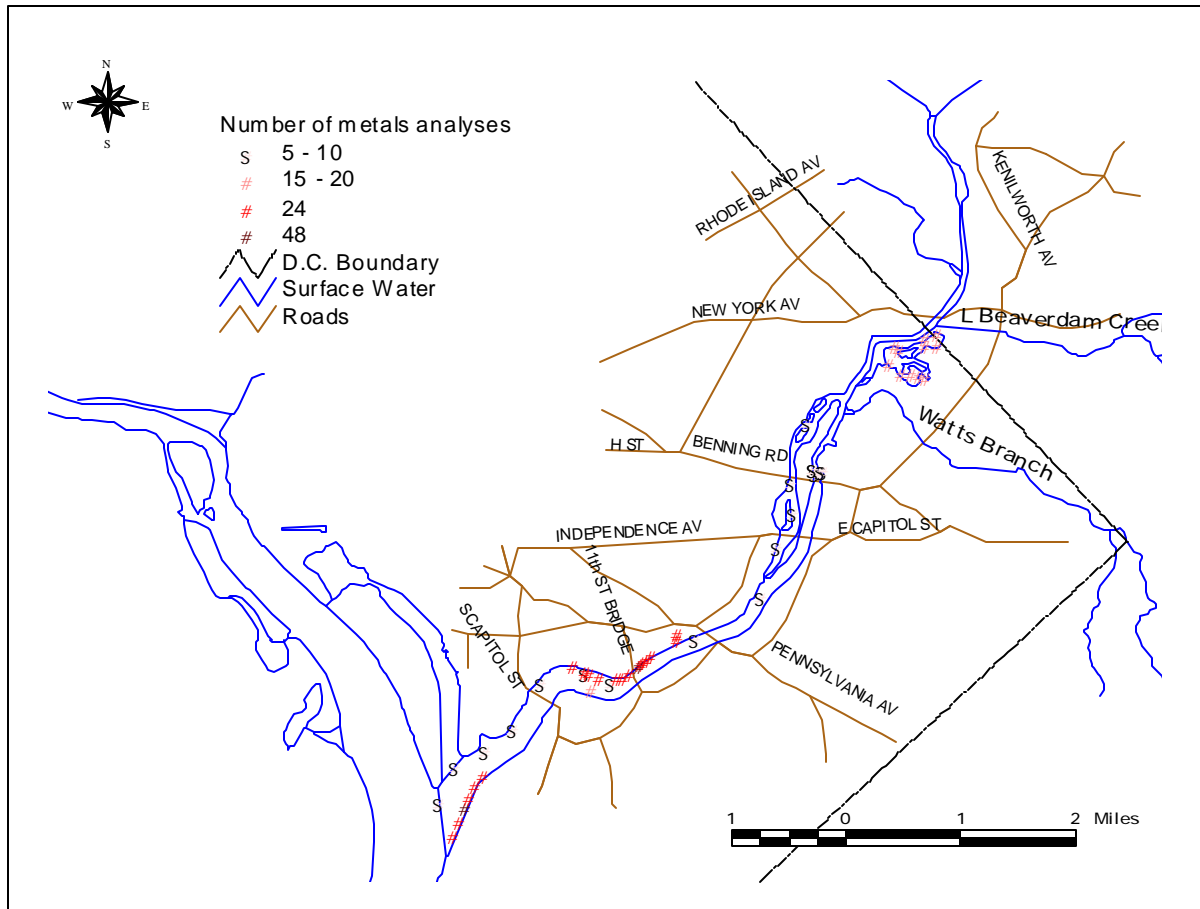 N
W E
S
Number of metals analyses
S 5 - 10
# 15 - 20
# 24
# 48
D.C. Boundary
Surface Water
Roads
RHODE ISLAND AV
KENILWORTH AV
NEW YORK AV
L Beaverdam Cree
Watts Branch
H ST
BENNING RD
INDEPENDENCE AV
E CAPITOL ST
11th ST BRIDGE
S CAPITOL ST
PENNSYLVANIA AV
1 0 1 2 Miles